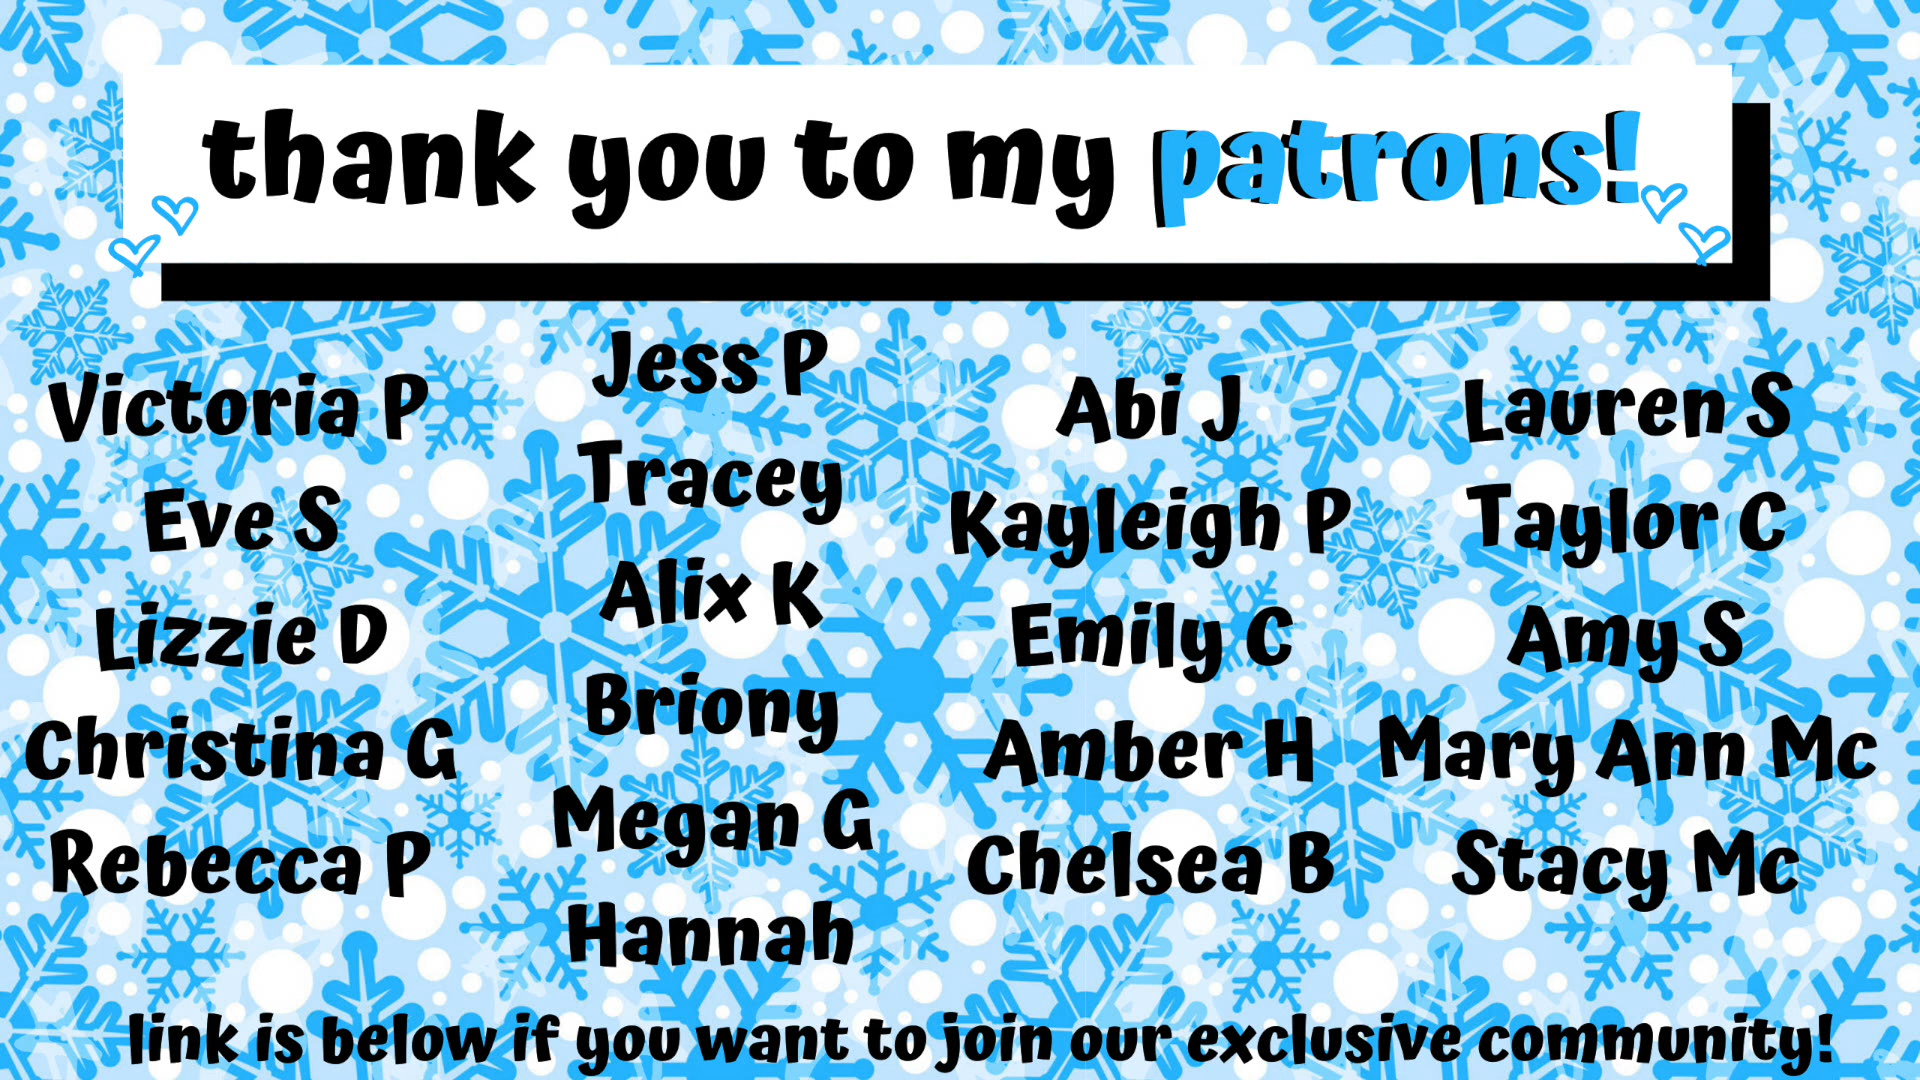 thank you to my patrons!
Victoria P
Eve S
Lizzie D
Christina G
Rebecca P
Jess P
Tracey
Alix K
Briony
Megan G
Hannah
Abi J
Kayleigh P
Emily C
Amber H
Chelsea B
Lauren S
Taylor C
Amy S
Mary Ann Mc
Stacy Mc
link is below if you want to join our exclusive community!